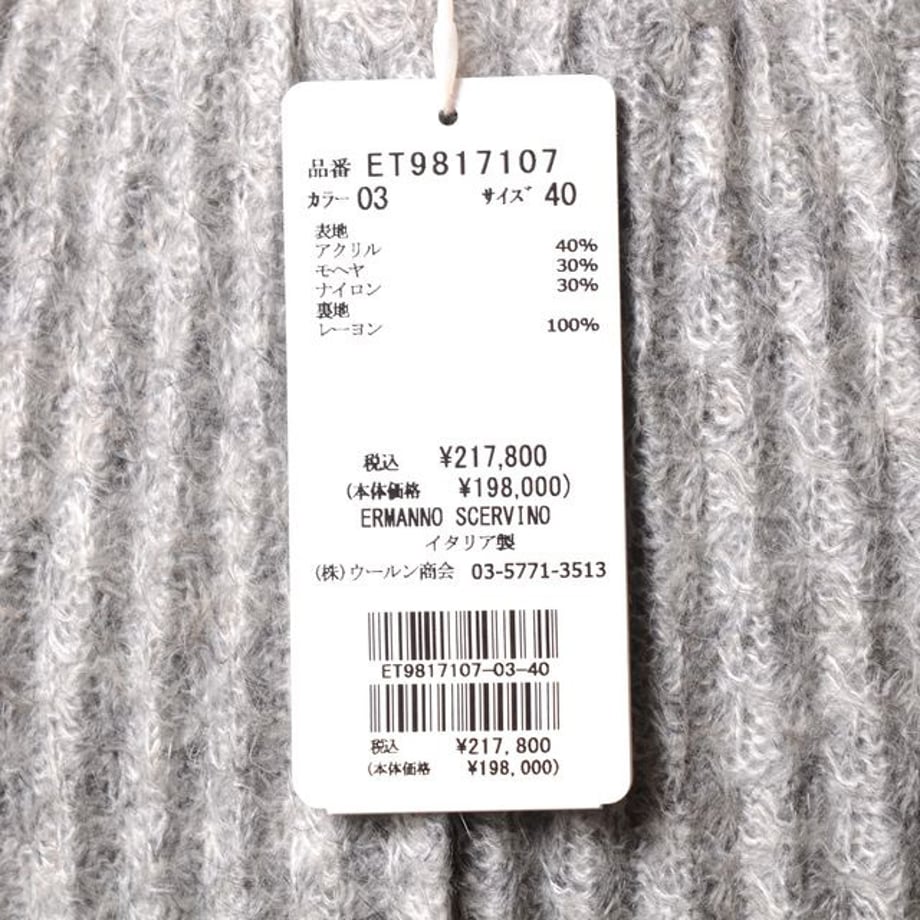 品番 ET9817107
カラー 03 サイズ 40
表地
アクリル 40%
モヘヤ 30%
ナイロン 30%
裏地
レーヨン 100%
税込 ¥217,800
(本体価格 ¥198,000)
ERMANNO SCERVINO
イタリア製
(株)ウールン商会 03-5771-3513
ET9817107-03-40
税込 ¥217,800
(本体価格 ¥198,000)